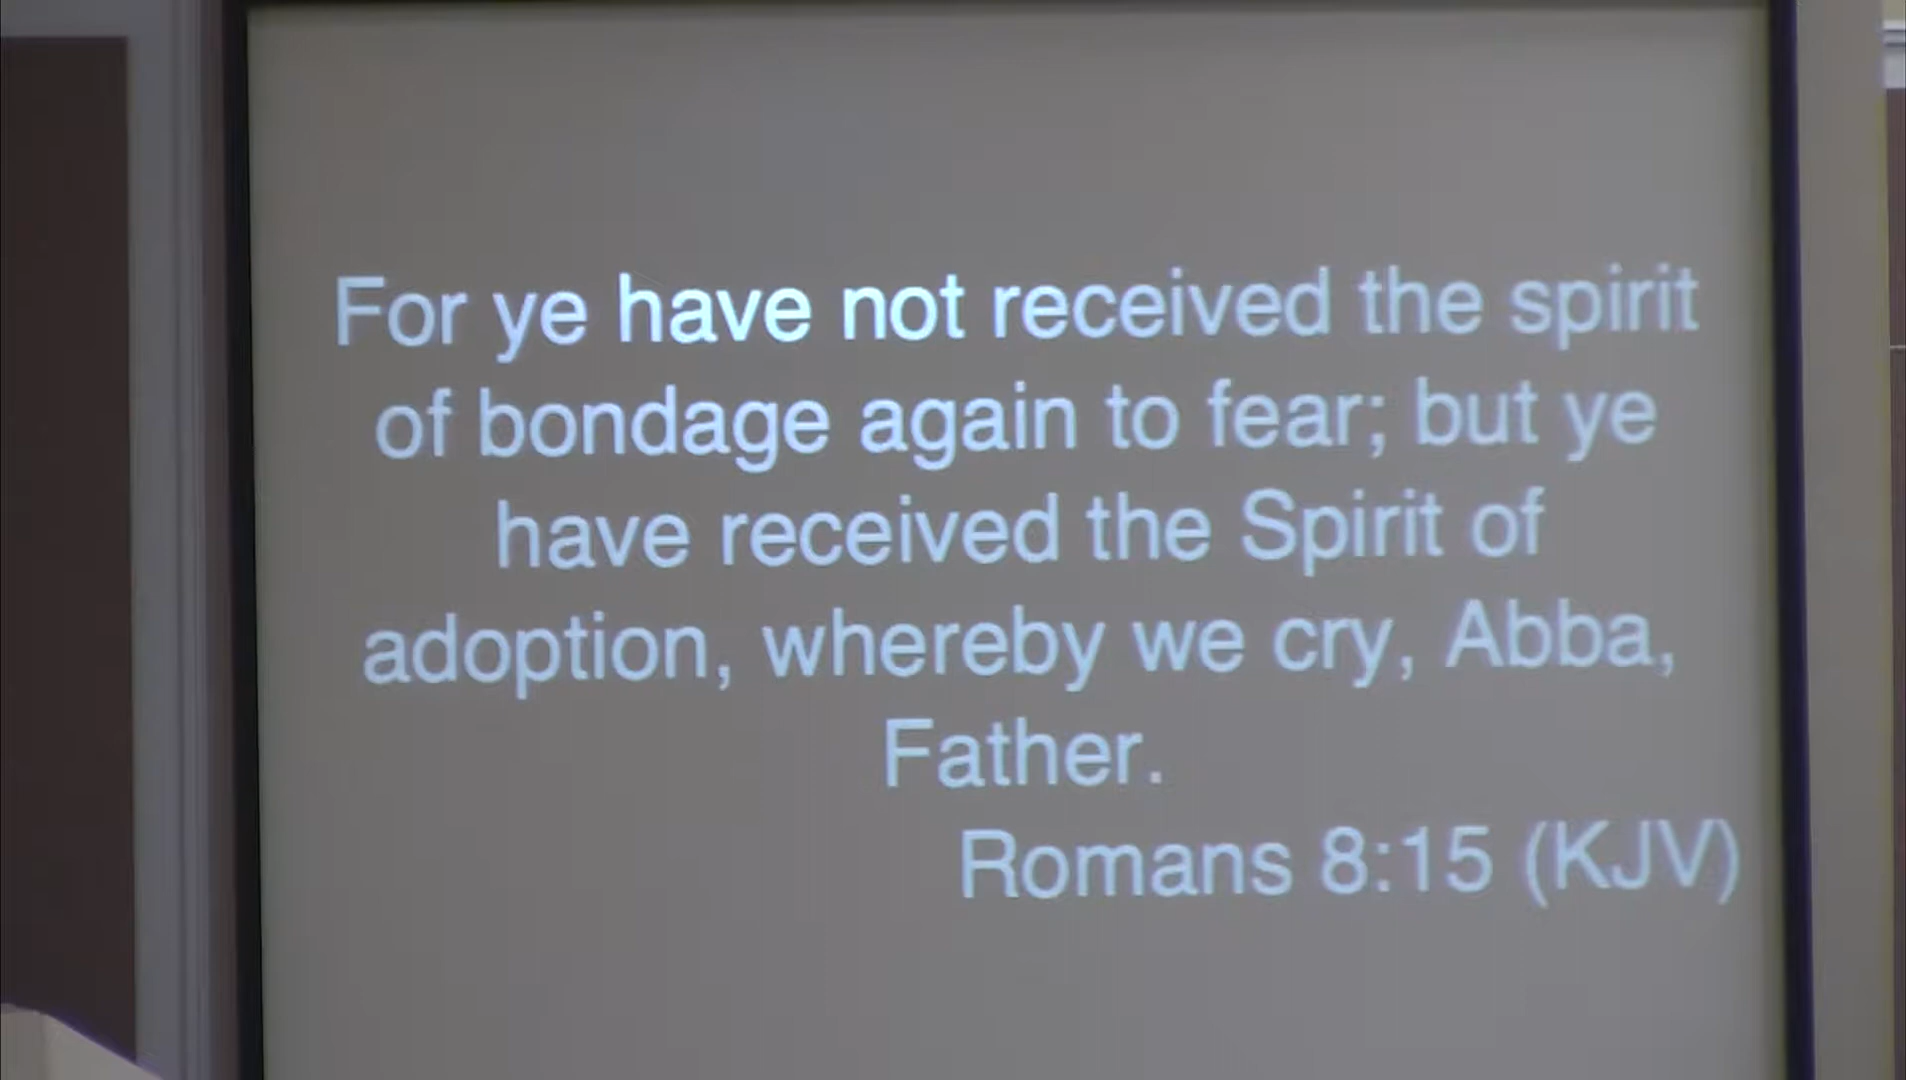 For ye have not received the spirit
of bondage again to fear; but ye
have received the Spirit of
adoption, whereby we cry, Abba,
Father.
Romans 8:15 (KJV)